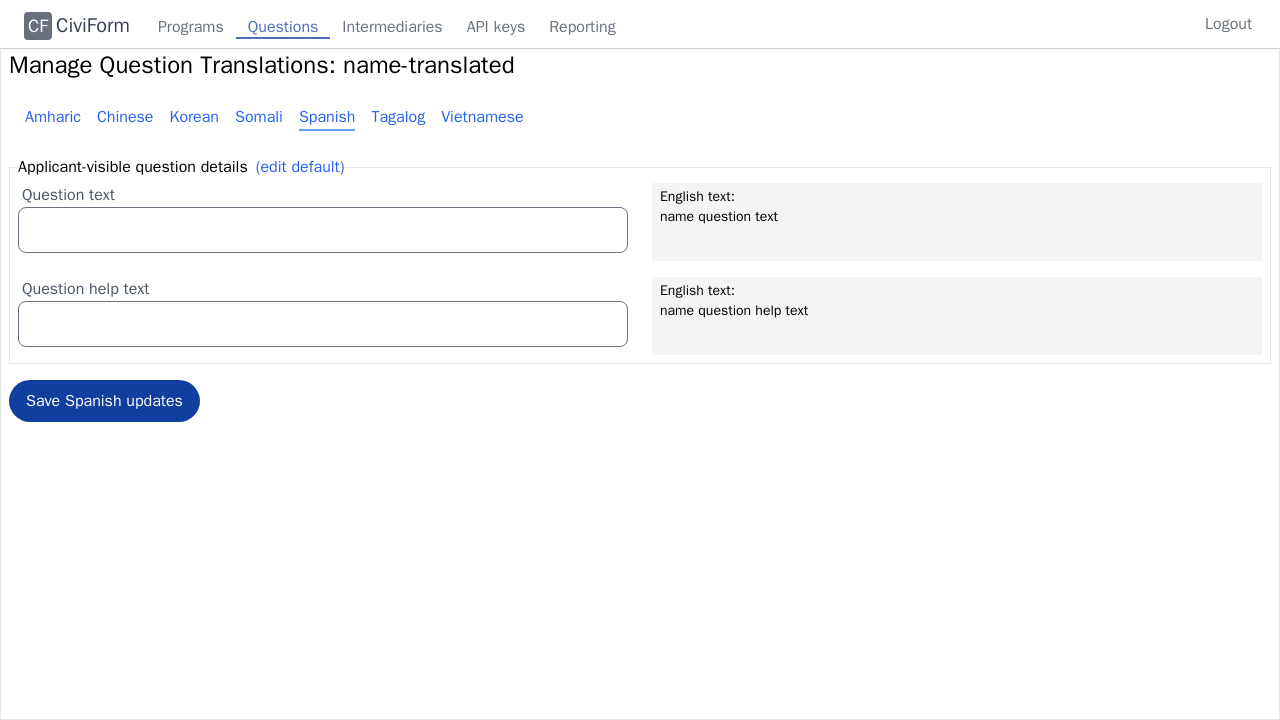 CF CiviForm Programs Questions Intermediaries API keys Reporting Logout
Manage Question Translations: name-translated
Amharic Chinese Korean Somali Spanish Tagalog Vietnamese
Applicant-visible question details (edit default)
Question text
English text:
name question text
Question help text
English text:
name question help text
Save Spanish updates